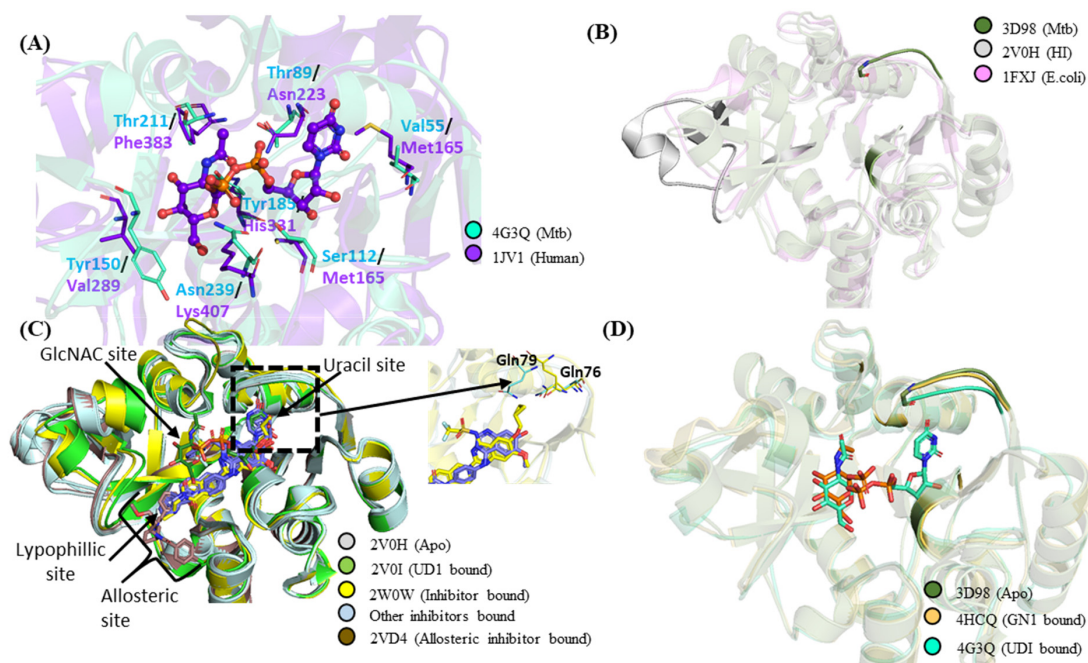 (A)
Thr89/
Asn223
Thr211/
Phe383
Val55/
Met165
Tyr185/
His331
Tyr150/
Val289
Ser112/
Met165
Asn239/
Lys407
4G3Q (Mtb)
1JV1 (Human)
(B)
3D98 (Mtb)
2V0H (HI)
1FXJ (E.coli)
(C)
GlcNAC site
Uracil site
Gln79
Gln76
Lypophillic
site
Allosteric
site
2V0H (Apo)
2V0I (UD1 bound)
2W0W (Inhibitor bound)
Other inhibitors bound
2VD4 (Allosteric inhibitor bound)
(D)
3D98 (Apo)
4HCQ (GN1 bound)
4G3Q (UDI bound)